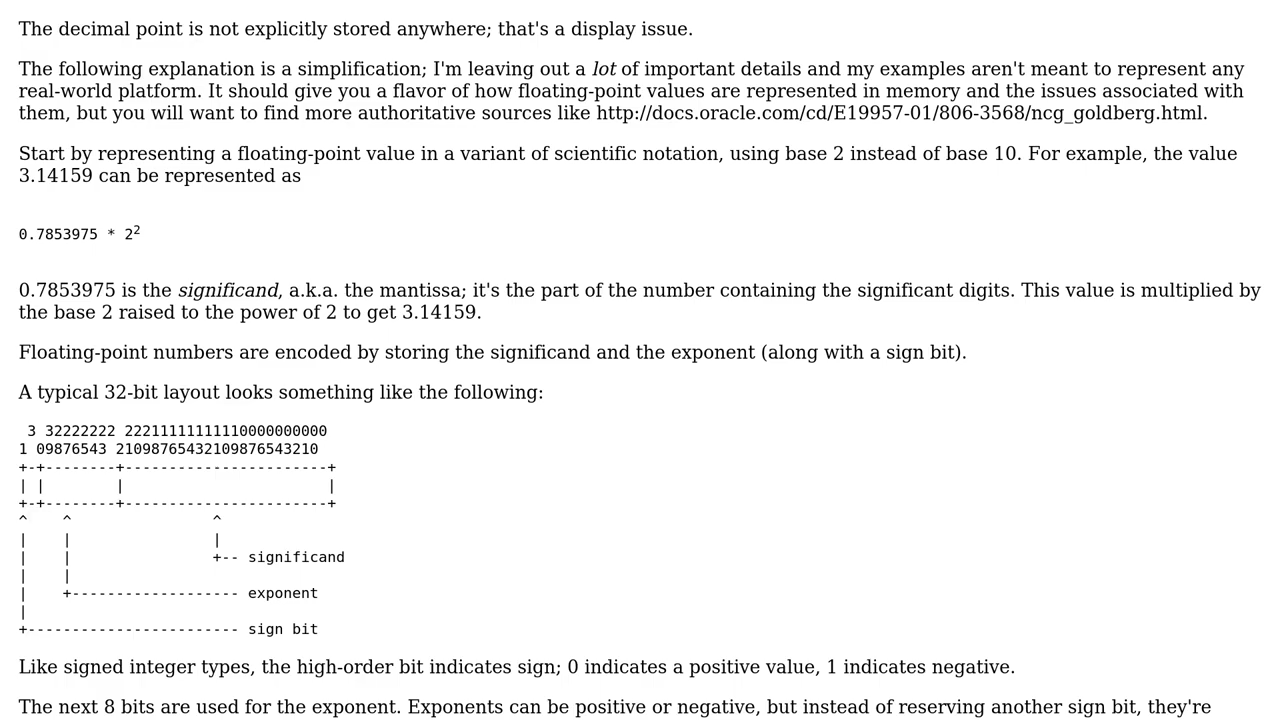 The decimal point is not explicitly stored anywhere; that's a display issue.
The following explanation is a simplification; I'm leaving out a lot of important details and my examples aren't meant to represent any
real-world platform. It should give you a flavor of how floating-point values are represented in memory and the issues associated with
them, but you will want to find more authoritative sources like http://docs.oracle.com/cd/E19957-01/806-3568/ncg_goldberg.html.
Start by representing a floating-point value in a variant of scientific notation, using base 2 instead of base 10. For example, the value
3.14159 can be represented as
0.7853975 * 2²
0.7853975 is the significand, a.k.a. the mantissa; it's the part of the number containing the significant digits. This value is multiplied by
the base 2 raised to the power of 2 to get 3.14159.
Floating-point numbers are encoded by storing the significand and the exponent (along with a sign bit).
A typical 32-bit layout looks something like the following:
 3 32222222 22211111111110000000000
1 09876543 21098765432109876543210
+-+--------+-----------------------+
| |        |                       |
+-+--------+-----------------------+
^    ^                ^
|    |                |
|    |                +-- significand
|    |
|    +------------------- exponent
|
+------------------------ sign bit
Like signed integer types, the high-order bit indicates sign; 0 indicates a positive value, 1 indicates negative.
The next 8 bits are used for the exponent. Exponents can be positive or negative, but instead of reserving another sign bit, they're